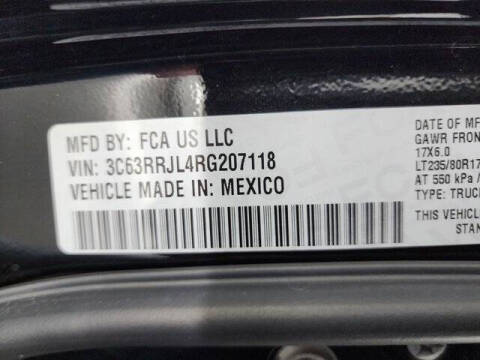 MFD BY: FCA US LLC
VIN: 3C63RRJL4RG207118
VEHICLE MADE IN: MEXICO
DATE OF MF
GAWR FRON
17X6.0
LT235/80R17
AT 550 kPa /
TYPE: TRUC
THIS VEHICLE
STAN